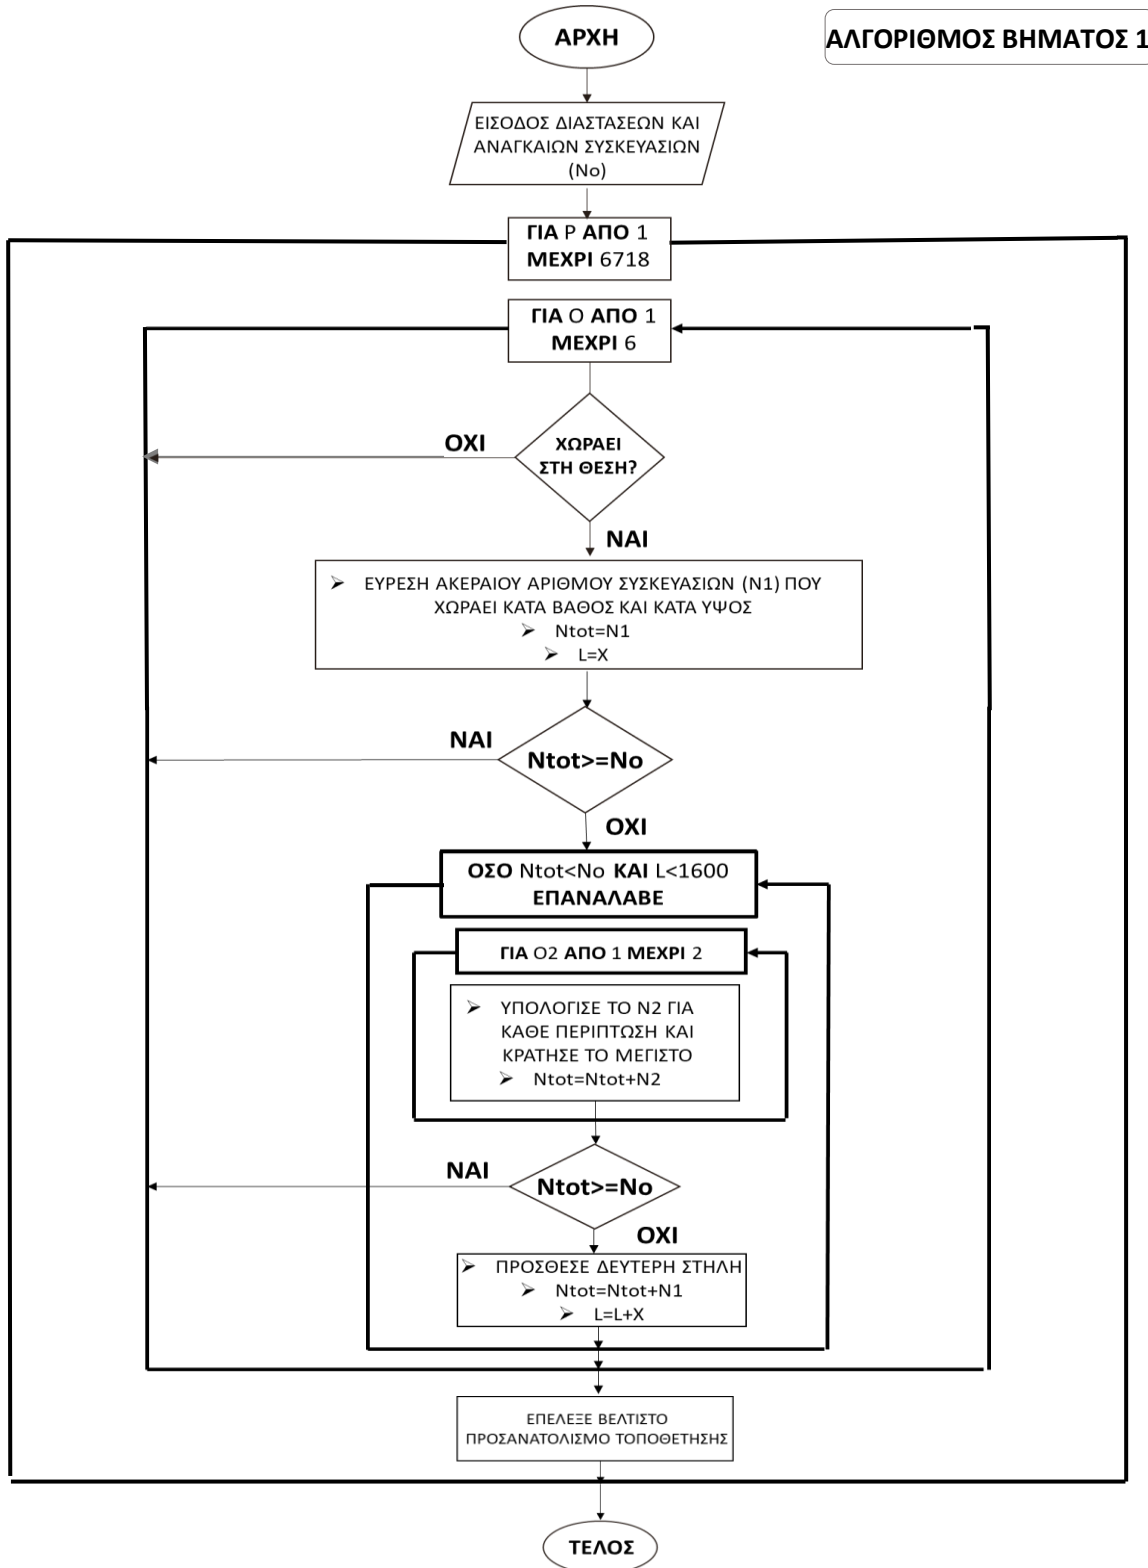 ΑΡΧΗ
ΑΛΓΟΡΙΘΜΟΣ ΒΗΜΑΤΟΣ 1
ΕΙΣΟΔΟΣ ΔΙΑΣΤΑΣΕΩΝ ΚΑΙ
ΑΝΑΓΚΑΙΩΝ ΣΥΣΚΕΥΑΣΙΩΝ
(Νο)
ΓΙΑ P ΑΠΟ 1
ΜΕΧΡΙ 6718
ΓΙΑ Ο ΑΠΟ 1
ΜΕΧΡΙ 6
ΧΩΡΑΕΙ
ΣΤΗ ΘΕΣΗ?
ΟΧΙ
ΝΑΙ
➢ ΕΥΡΕΣΗ ΑΚΕΡΑΙΟΥ ΑΡΙΘΜΟΥ ΣΥΣΚΕΥΑΣΙΩΝ (Ν1) ΠΟΥ
ΧΩΡΑΕΙ ΚΑΤΑ ΒΑΘΟΣ ΚΑΙ ΚΑΤΑ ΥΨΟΣ
➢ Ntot=N1
➢ L=X
ΝΑΙ
Ntot>=No
ΟΧΙ
ΟΣΟ Ntot<No ΚΑΙ L<1600
ΕΠΑΝΑΛΑΒΕ
ΓΙΑ Ο2 ΑΠΟ 1 ΜΕΧΡΙ 2
➢ ΥΠΟΛΟΓΙΣΕ ΤΟ Ν2 ΓΙΑ
ΚΑΘΕ ΠΕΡΙΠΤΩΣΗ ΚΑΙ
ΚΡΑΤΗΣΕ ΤΟ ΜΕΓΙΣΤΟ
➢ Ntot=Ntot+N2
ΝΑΙ
Ntot>=No
ΟΧΙ
➢ ΠΡΟΣΘΕΣΕ ΔΕΥΤΕΡΗ ΣΤΗΛΗ
➢ Ntot=Ntot+N1
➢ L=L+X
ΕΠΕΛΕΞΕ ΒΕΛΤΙΣΤΟ
ΠΡΟΣΑΝΑΤΟΛΙΣΜΟ ΤΟΠΟΘΕΤΗΣΗΣ
ΤΕΛΟΣ